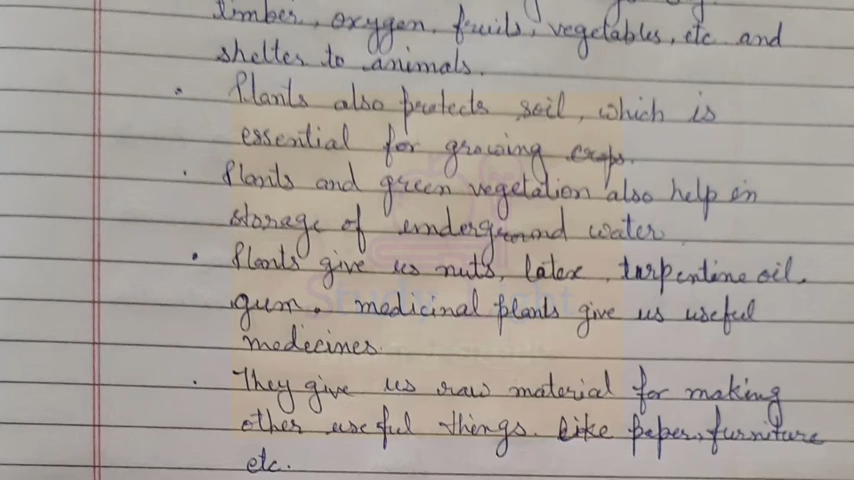 timber, oxygen, fruits, vegetables, etc and
shelter to animals.
• Plants also protects soil, which is
essential for growing crops.
• Plants and green vegetation also help in
storage of underground water
• Plants give us nuts, latex, turpentine oil.
gum. medicinal plants give us useful
medecines.
• They give us raw material for making
other useful things. Like paper, furniture
etc.
Study Light